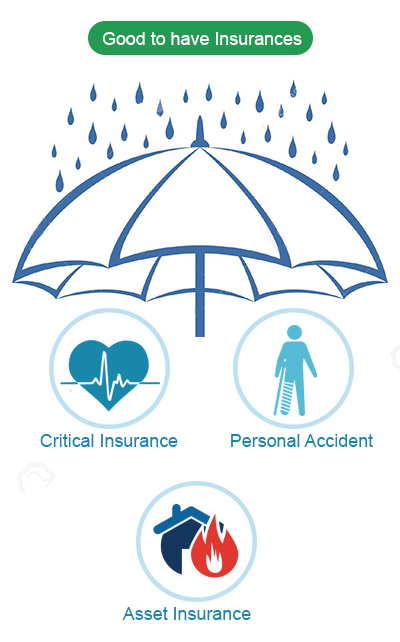 Good to have Insurances
Critical Insurance
Personal Accident
Asset Insurance